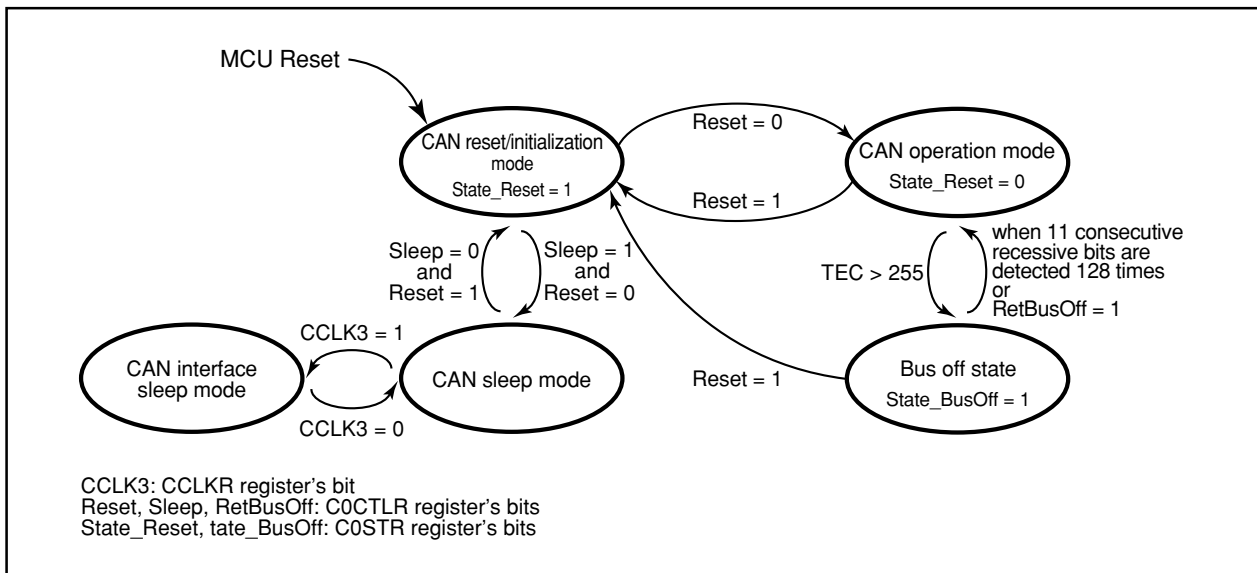 MCU Reset
CAN reset/initialization
mode
State_Reset = 1
Reset = 0
Reset = 1
CAN operation mode
State_Reset = 0
Sleep = 0
and
Reset = 1
Sleep = 1
and
Reset = 0
TEC > 255
when 11 consecutive
recessive bits are
detected 128 times
or
RetBusOff = 1
CCLK3 = 1
CAN interface
sleep mode
CCLK3 = 0
CAN sleep mode
Reset = 1
Bus off state
State_BusOff = 1
CCLK3: CCLKR register's bit
Reset, Sleep, RetBusOff: C0CTLR register's bits
State_Reset, tate_BusOff: C0STR register's bits